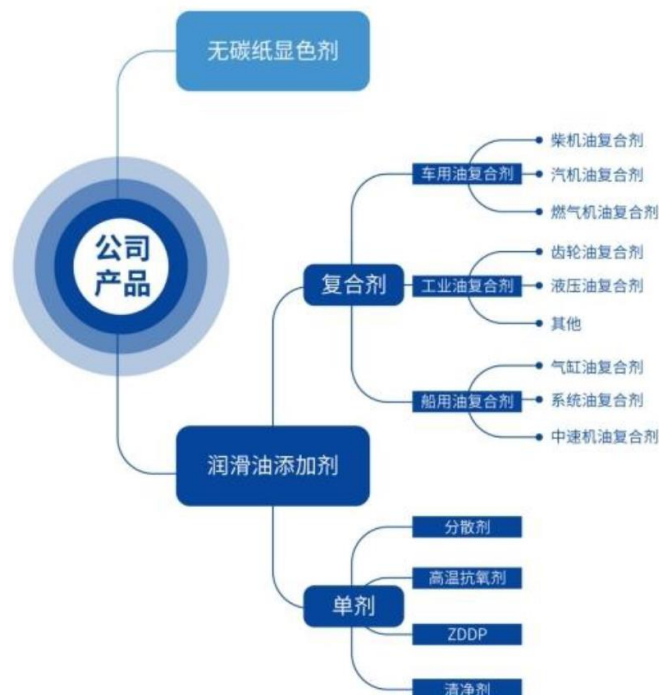 无碳纸显色剂
公司
产品
柴机油复合剂
车用油复合剂
汽机油复合剂
燃气机油复合剂
齿轮油复合剂
复合剂
工业油复合剂
液压油复合剂
其他
气缸油复合剂
船用油复合剂
系统油复合剂
中速机油复合剂
润滑油添加剂
分散剂
高温抗氧剂
单剂
ZDDP
清净剂